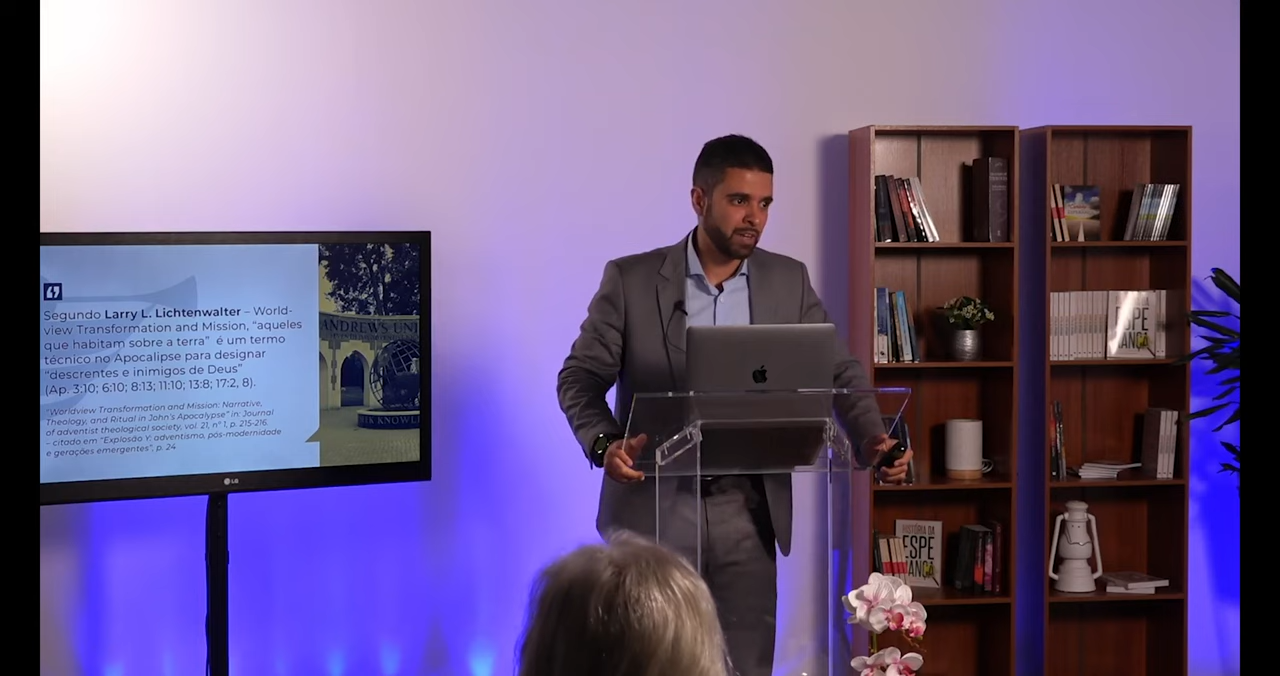 Segundo Larry L. Lichtenwalter – World-
view Transformation and Mission, “aqueles
que habitam sobre a terra” é um termo
técnico no Apocalipse para designar
“descrentes e inimigos de Deus”
(Ap. 3:10; 6:10; 8:13; 11:10; 13:8; 17:2, 8).
“Worldview Transformation and Mission: Narrative,
Theology, and Ritual in John’s Apocalypse” in: Journal
of adventist theological society, vol. 21, nº 1, p. 215-216.
– citado em “Explosão Y: adventismo, pós-modernidade
e gerações emergentes”, p. 24
ANDREWS UNI
LG
ESPE
ANÇA
HISTÓRIA DA
ESPE
ANÇA